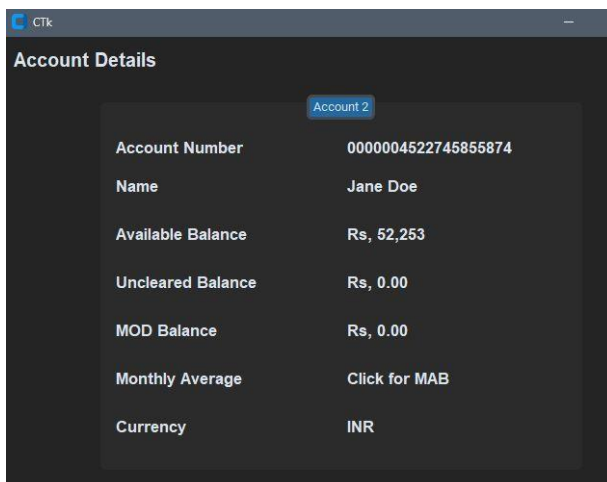 CTk
Account Details
Account 2
Account Number 0000004522745855874
Name Jane Doe
Available Balance Rs, 52,253
Uncleared Balance Rs, 0.00
MOD Balance Rs, 0.00
Monthly Average Click for MAB
Currency INR